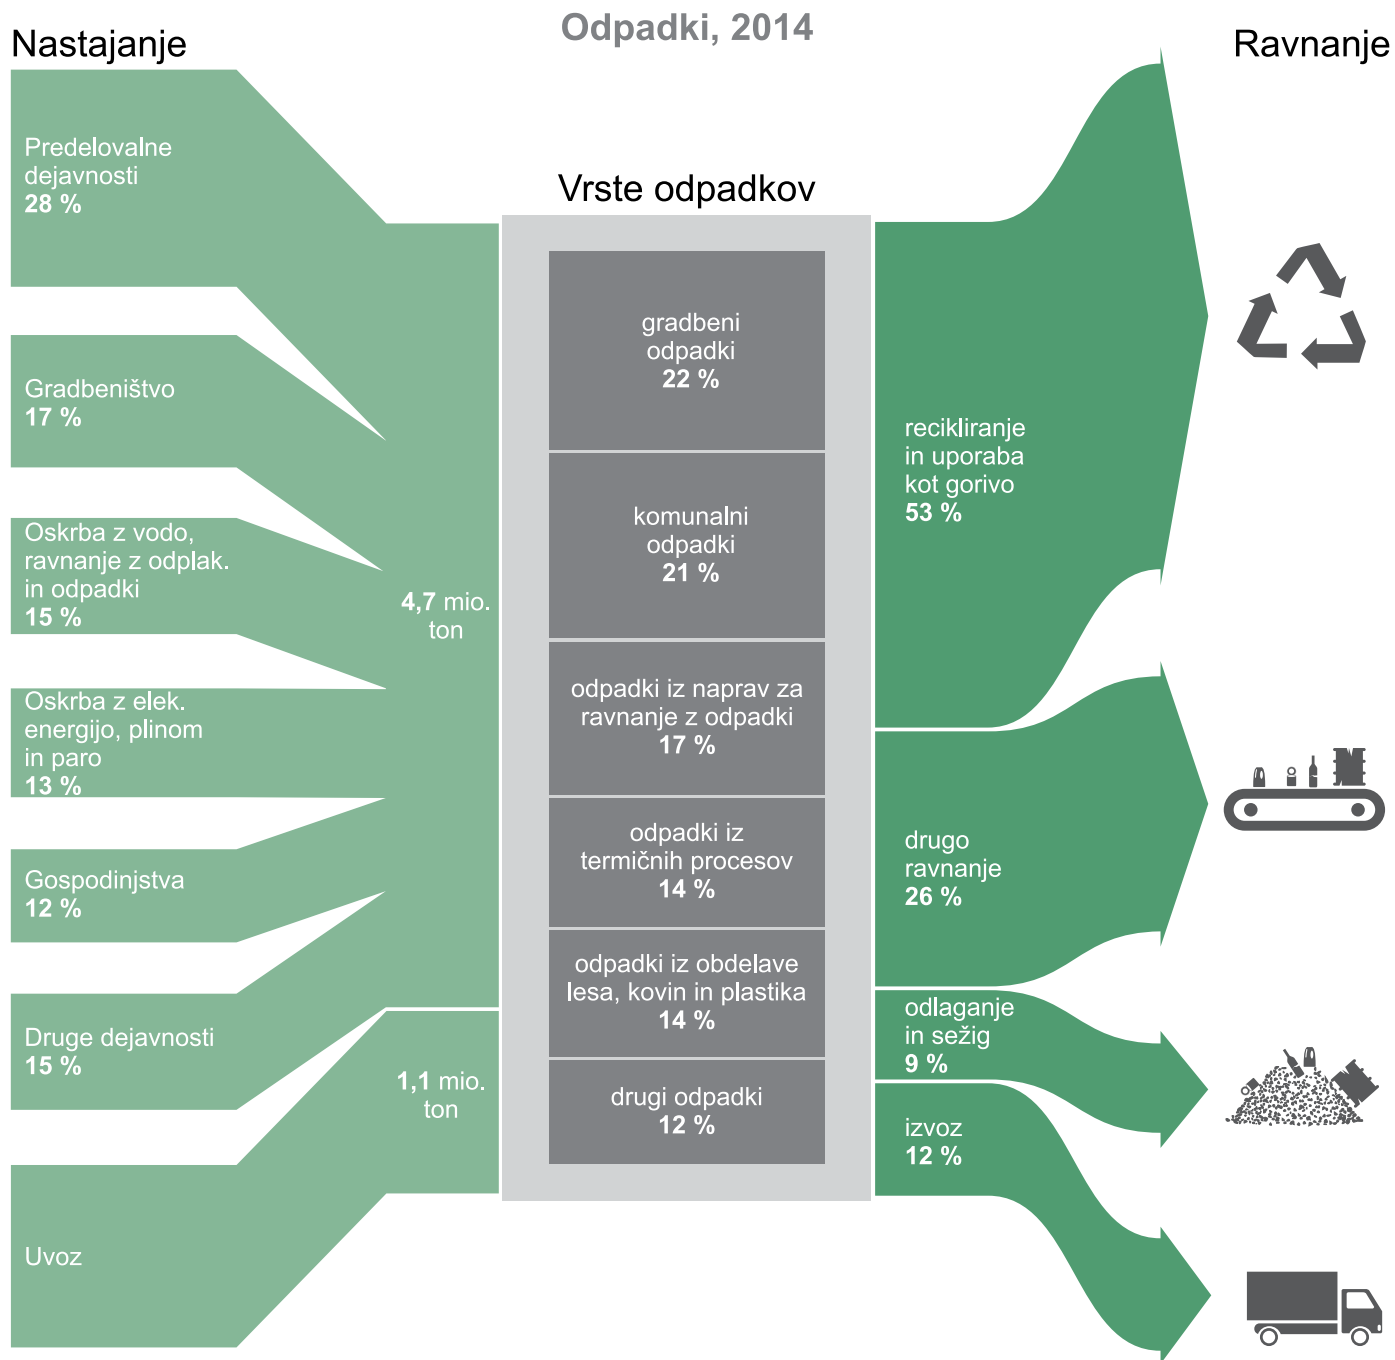 Odpadki, 2014
Nastajanje
Predelovalne
dejavnosti
28 %
Gradbeništvo
17 %
Oskrba z vodo,
ravnanje z odplak.
in odpadki
15 %
Oskrba z elek.
energijo, plinom
in paro
13 %
Gospodinjstva
12 %
Druge dejavnosti
15 %
Uvoz
4,7 mio.
ton
1,1 mio.
ton
Vrste odpadkov
gradbeni
odpadki
22 %
komunalni
odpadki
21 %
odpadki iz naprav za
ravnanje z odpadki
17 %
odpadki iz
termičnih procesov
14 %
odpadki iz obdelave
lesa, kovin in plastika
14 %
drugi odpadki
12 %
Ravnanje
recikliranje
in uporaba
kot gorivo
53 %
drugo
ravnanje
26 %
odlaganje
in sežig
9 %
izvoz
12 %